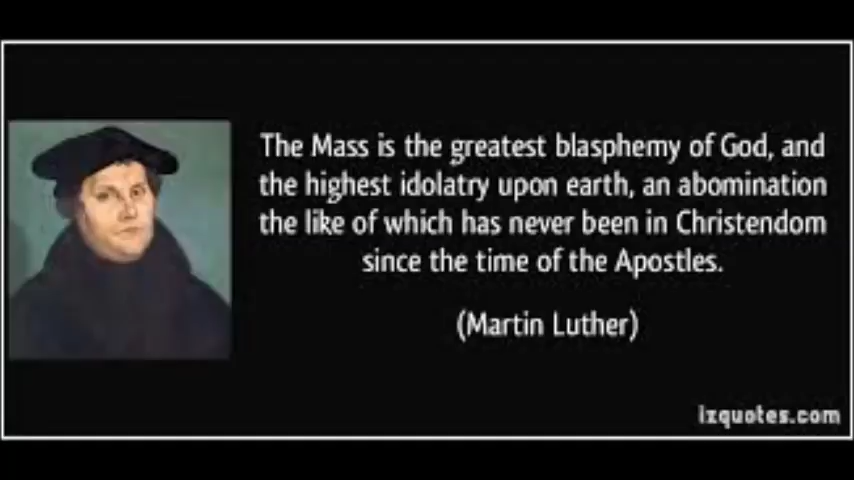 The Mass is the greatest blasphemy of God, and
the highest idolatry upon earth, an abomination
the like of which has never been in Christendom
since the time of the Apostles.
(Martin Luther)
izquotes.com